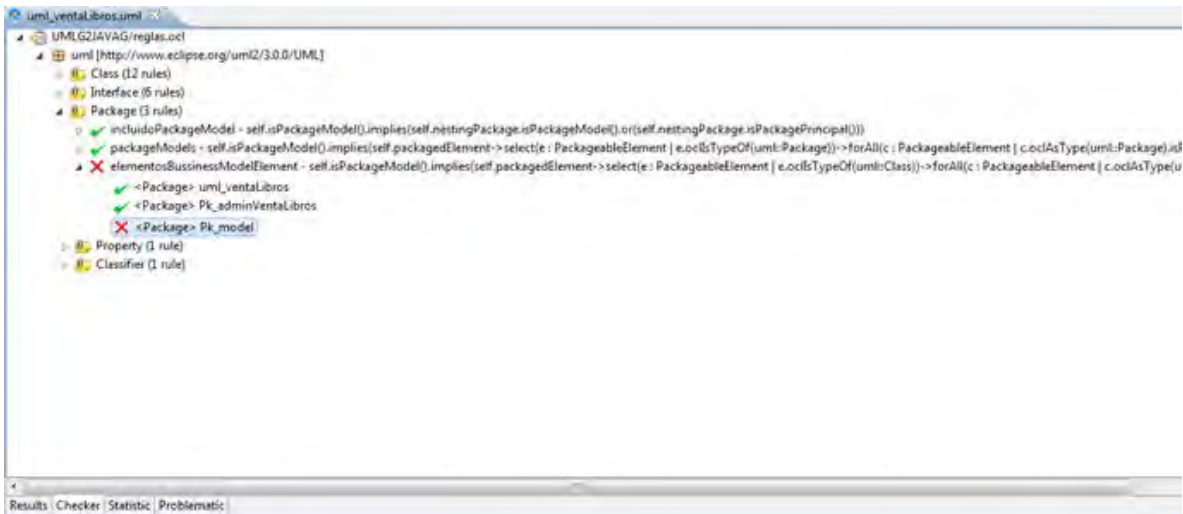 uml_ventaLibros.uml
UMLG2JAVAG/reglas.ocl
uml [http://www.eclipse.org/uml2/3.0.0/UML]
Class (12 rules)
Interface (6 rules)
Package (3 rules)
incluidoPackageModel - self.isPackageModel().implies(self.nestingPackage.isPackageModel().or(self.nestingPackage.isPackagePrincipal()))
packageModels - self.isPackageModel().implies(self.packagedElement->select(e : PackageableElement | e.oclIsTypeOf(uml::Package))->forAll(c : PackageableElement | c.oclAsType(uml::Package).isP
elementosBussinessModelElement - self.isPackageModel().implies(self.packagedElement->select(e : PackageableElement | e.oclIsTypeOf(uml::Class))->forAll(c : PackageableElement | c.oclAsType(u
<Package> uml_ventaLibros
<Package> Pk_adminVentaLibros
<Package> Pk_model
Property (1 rule)
Classifier (1 rule)
Results Checker Statistic Problematic